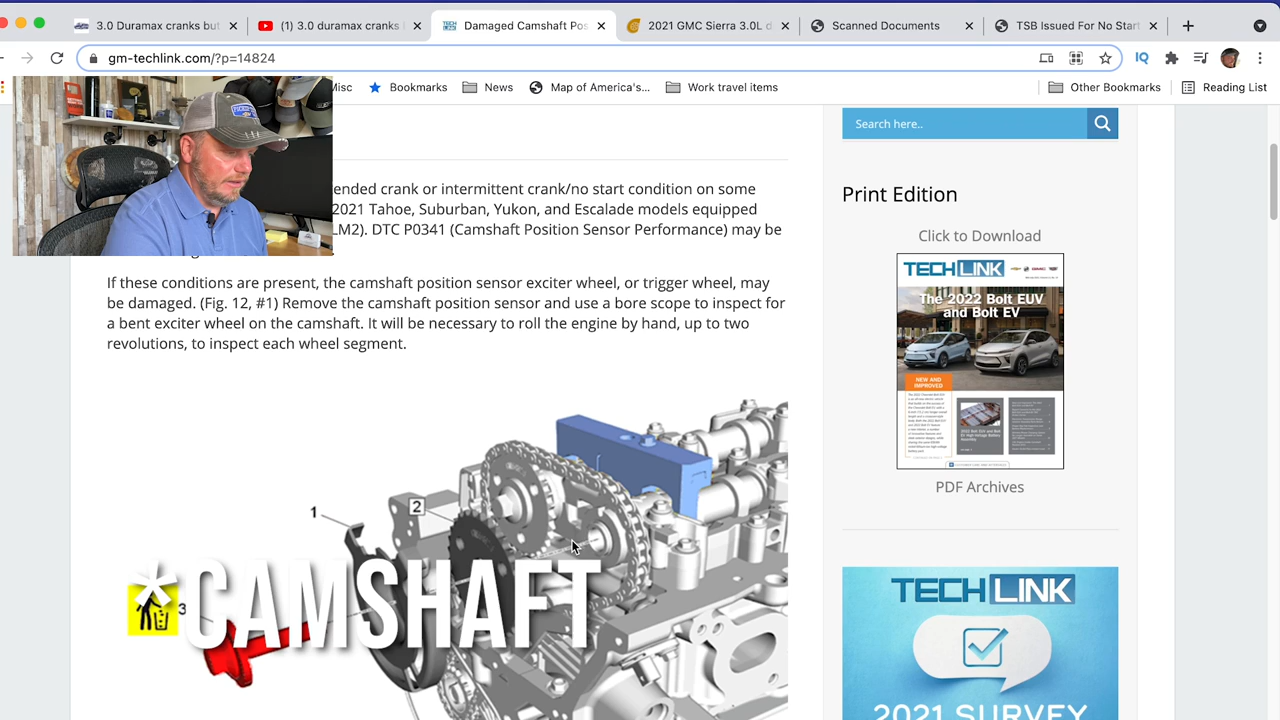 3.0 Duramax cranks but
(1) 3.0 duramax cranks
Damaged Camshaft Pos
2021 GMC Sierra 3.0L d
Scanned Documents
TSB Issued For No Start
gm-techlink.com/?p=14824
IQ
Misc
Bookmarks
News
Map of America's...
Work travel items
Other Bookmarks
Reading List
Search here..
Print Edition
Click to Download
TECHLINK
The 2022 Bolt EUV
and Bolt EV
NEW AND
IMPROVED
PDF Archives
TECHLINK
2021 SURVEY
ended crank or intermittent crank/no start condition on some
2021 Tahoe, Suburban, Yukon, and Escalade models equipped
LM2). DTC P0341 (Camshaft Position Sensor Performance) may be
If these conditions are present, the camshaft position sensor exciter wheel, or trigger wheel, may
be damaged. (Fig. 12, #1) Remove the camshaft position sensor and use a bore scope to inspect for
a bent exciter wheel on the camshaft. It will be necessary to roll the engine by hand, up to two
revolutions, to inspect each wheel segment.
1
2
3
*CAMSHAFT